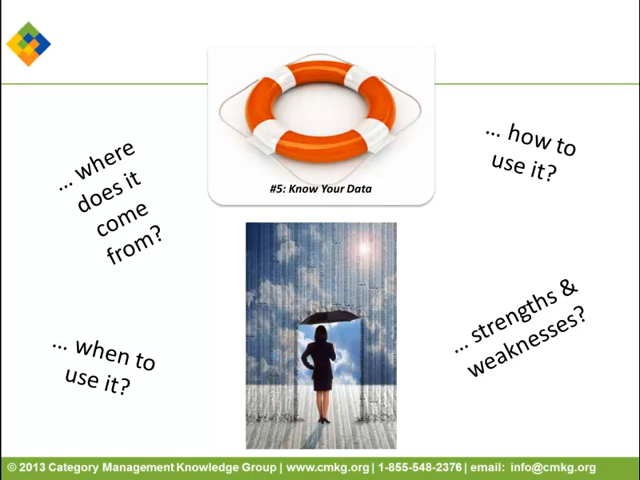 #5: Know Your Data
... where
does it
come
from?
... how to
use it?
... when to
use it?
... strengths &
weaknesses?
© 2013 Category Management Knowledge Group | www.cmkg.org | 1-855-548-2376 | email: info@cmkg.org